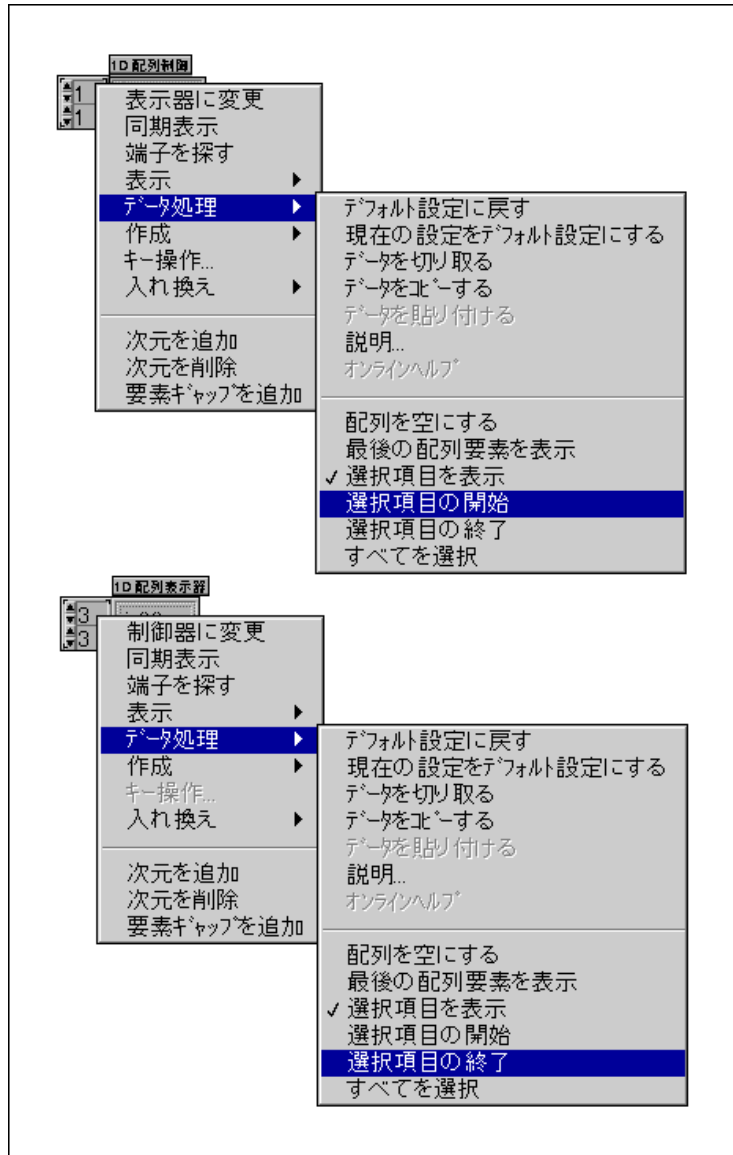 1D 配列制御
1
1
表示器に変更
同期表示
端子を探す
表示
データ処理
作成
キー操作...
入れ換え
次元を追加
次元を削除
要素ギャップを追加
デフォルト設定に戻す
現在の設定をデフォルト設定にする
データを切り取る
データをコピーする
データを貼り付ける
説明...
オンラインヘルプ
配列を空にする
最後の配列要素を表示
✓ 選択項目を表示
選択項目の開始
選択項目の終了
すべてを選択
1D 配列表示器
3
3
制御器に変更
同期表示
端子を探す
表示
データ処理
作成
キー操作...
入れ換え
次元を追加
次元を削除
要素ギャップを追加
デフォルト設定に戻す
現在の設定をデフォルト設定にする
データを切り取る
データをコピーする
データを貼り付ける
説明...
オンラインヘルプ
配列を空にする
最後の配列要素を表示
✓ 選択項目を表示
選択項目の開始
選択項目の終了
すべてを選択